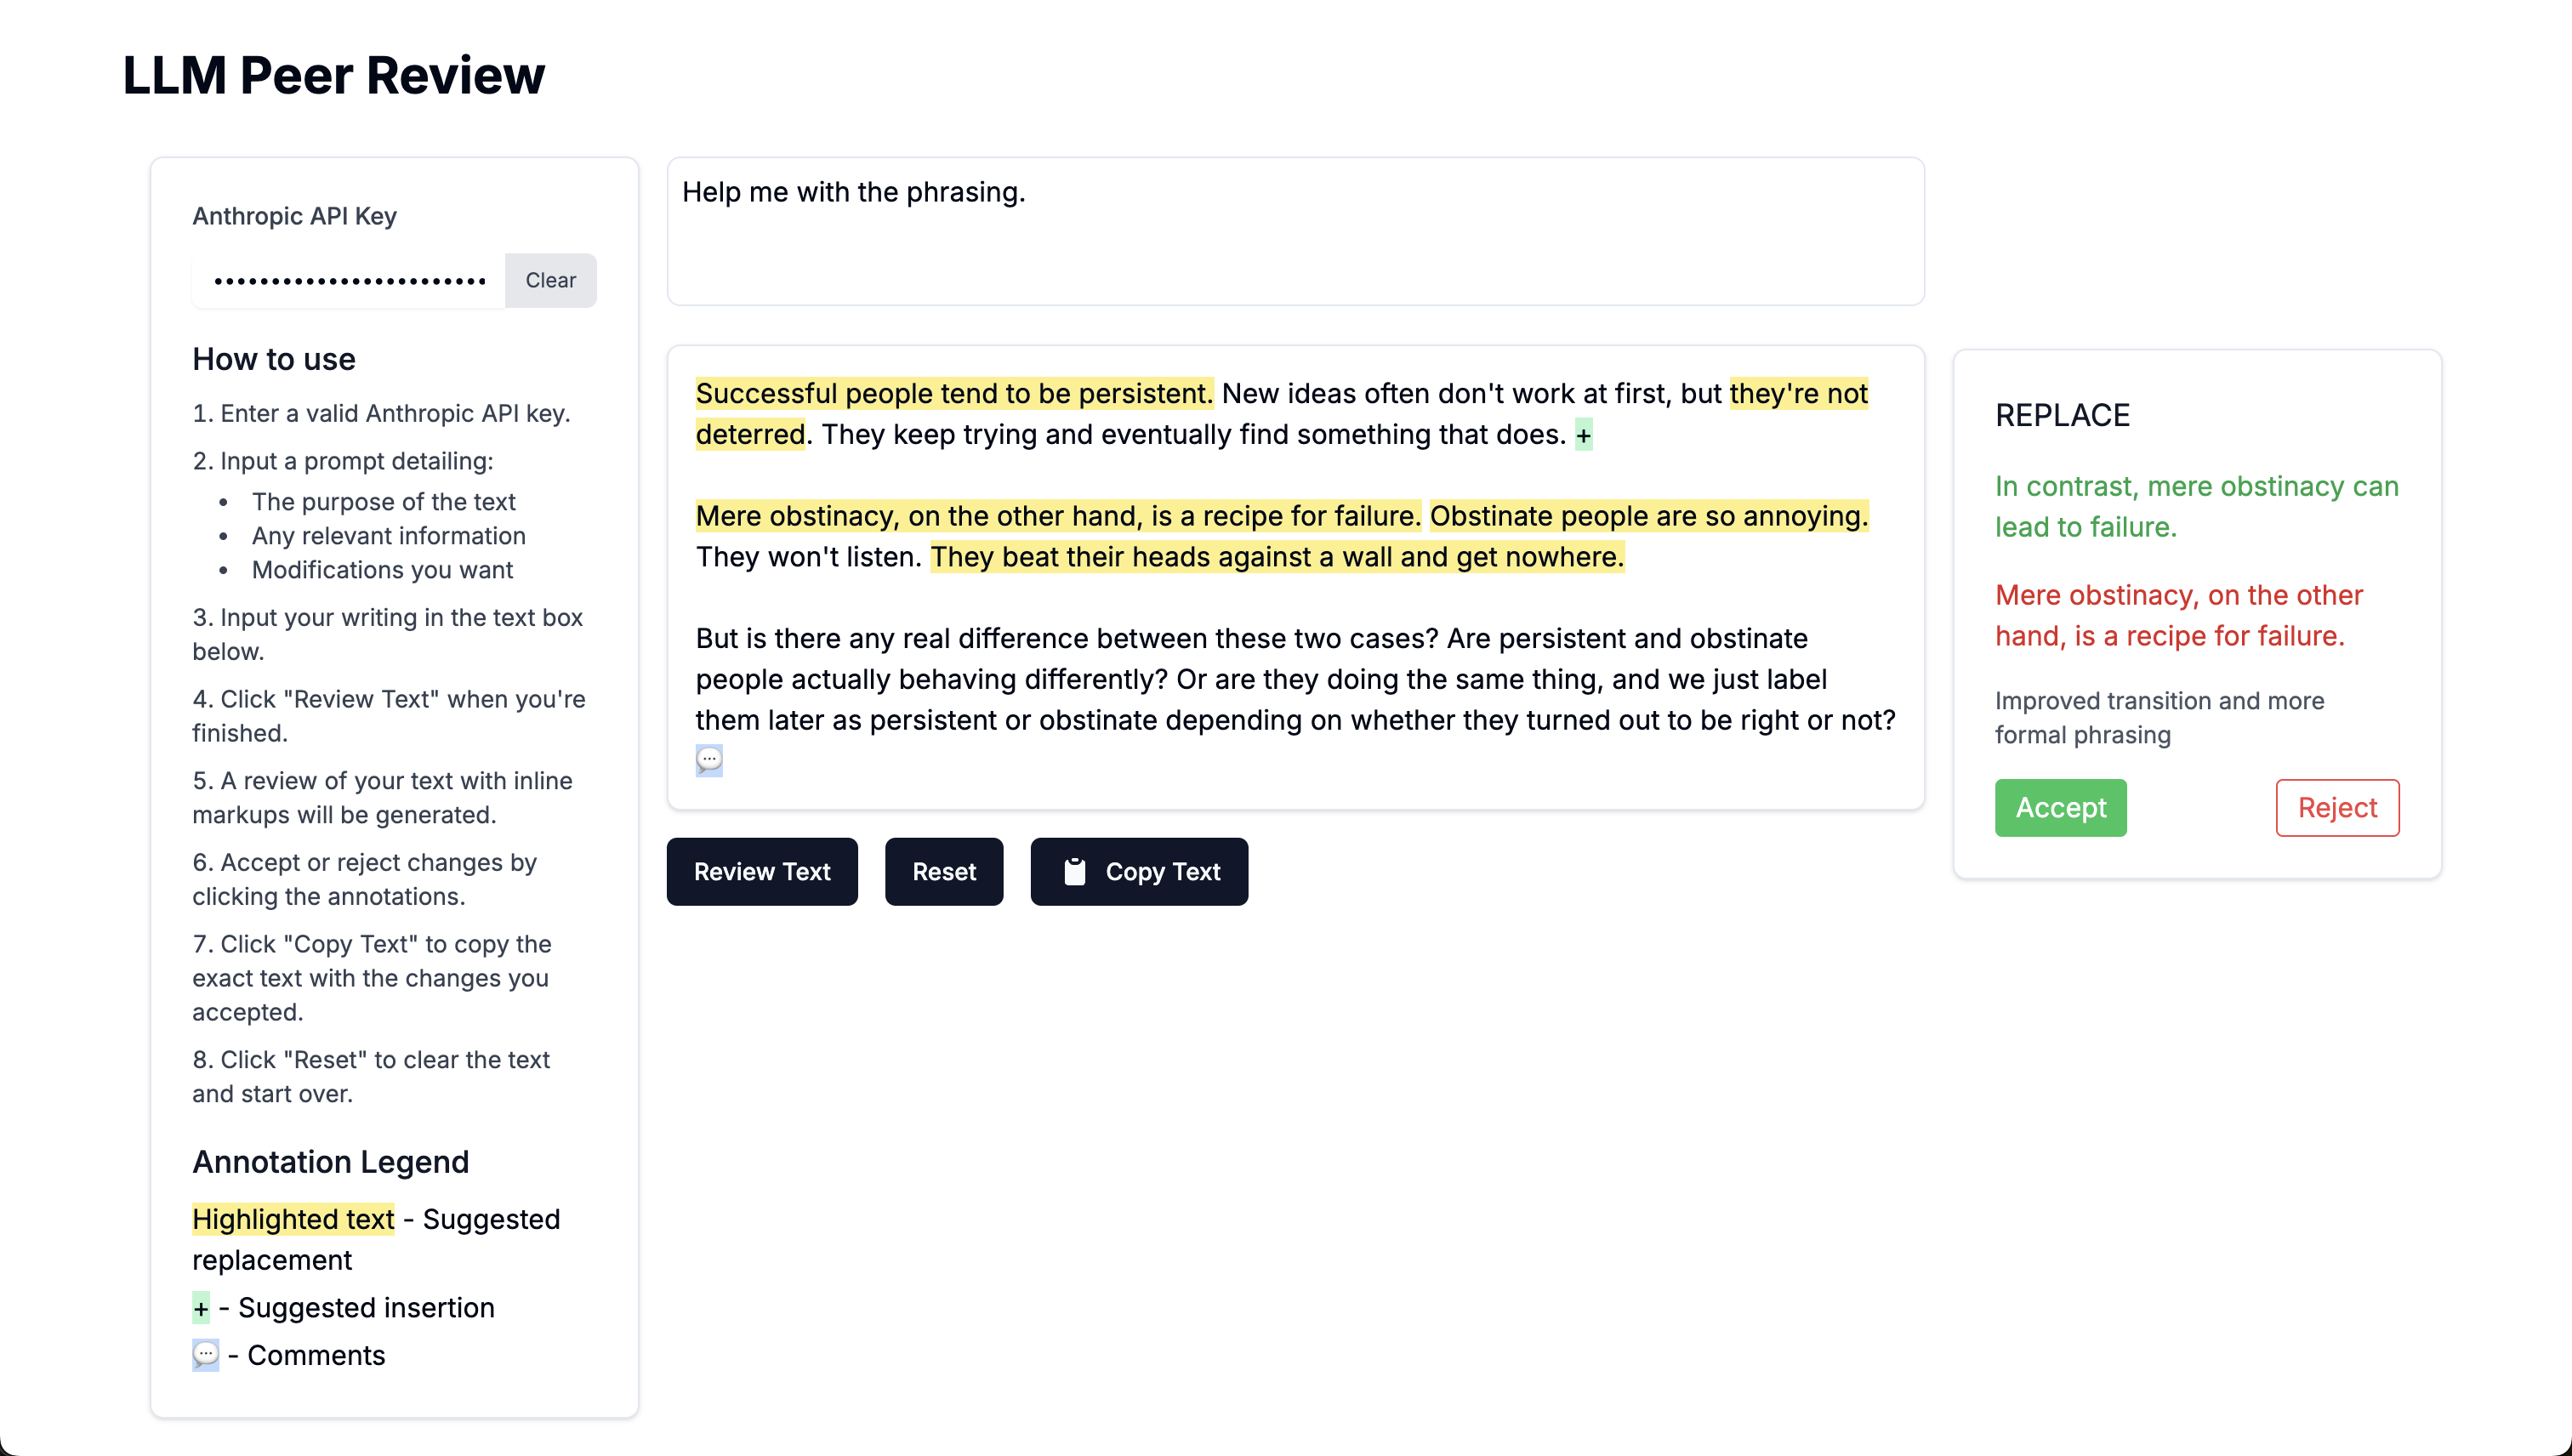 LLM Peer Review
Anthropic API Key
Clear
How to use
1. Enter a valid Anthropic API key.
2. Input a prompt detailing:
• The purpose of the text
• Any relevant information
• Modifications you want
3. Input your writing in the text box
below.
4. Click "Review Text" when you're
finished.
5. A review of your text with inline
markups will be generated.
6. Accept or reject changes by
clicking the annotations.
7. Click "Copy Text" to copy the
exact text with the changes you
accepted.
8. Click "Reset" to clear the text
and start over.
Annotation Legend
Highlighted text - Suggested
replacement
+ - Suggested insertion
💬 - Comments
Help me with the phrasing.
Successful people tend to be persistent. New ideas often don't work at first, but they're not
deterred. They keep trying and eventually find something that does. +
Mere obstinacy, on the other hand, is a recipe for failure. Obstinate people are so annoying.
They won't listen. They beat their heads against a wall and get nowhere.
But is there any real difference between these two cases? Are persistent and obstinate
people actually behaving differently? Or are they doing the same thing, and we just label
them later as persistent or obstinate depending on whether they turned out to be right or not?
💬
Review Text
Reset
Copy Text
REPLACE
In contrast, mere obstinacy can
lead to failure.
Mere obstinacy, on the other
hand, is a recipe for failure.
Improved transition and more
formal phrasing
Accept
Reject